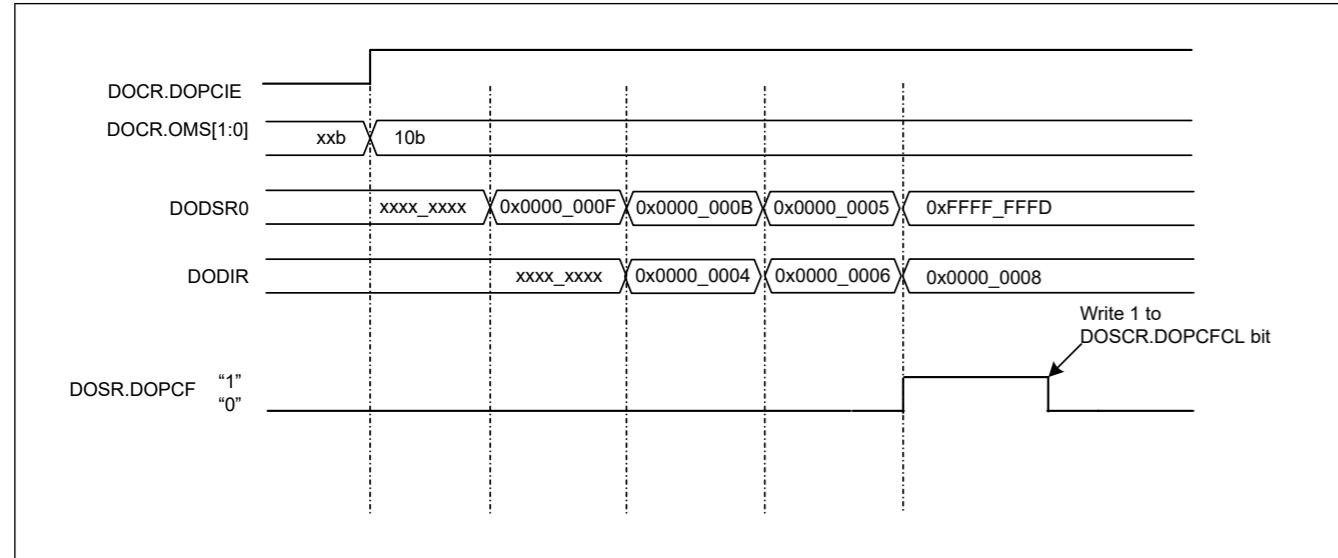 DOCR.DOPCIE
DOCR.OMS[1:0] xxb 10b
DODSR0 xxxx_xxxx 0x0000_000F 0x0000_000B 0x0000_0005 0xFFFF_FFFD
DODIR xxxx_xxxx 0x0000_0004 0x0000_0006 0x0000_0008
Write 1 to
DOSCR.DOPCFCL bit
DOSR.DOPCF “1”
“0”